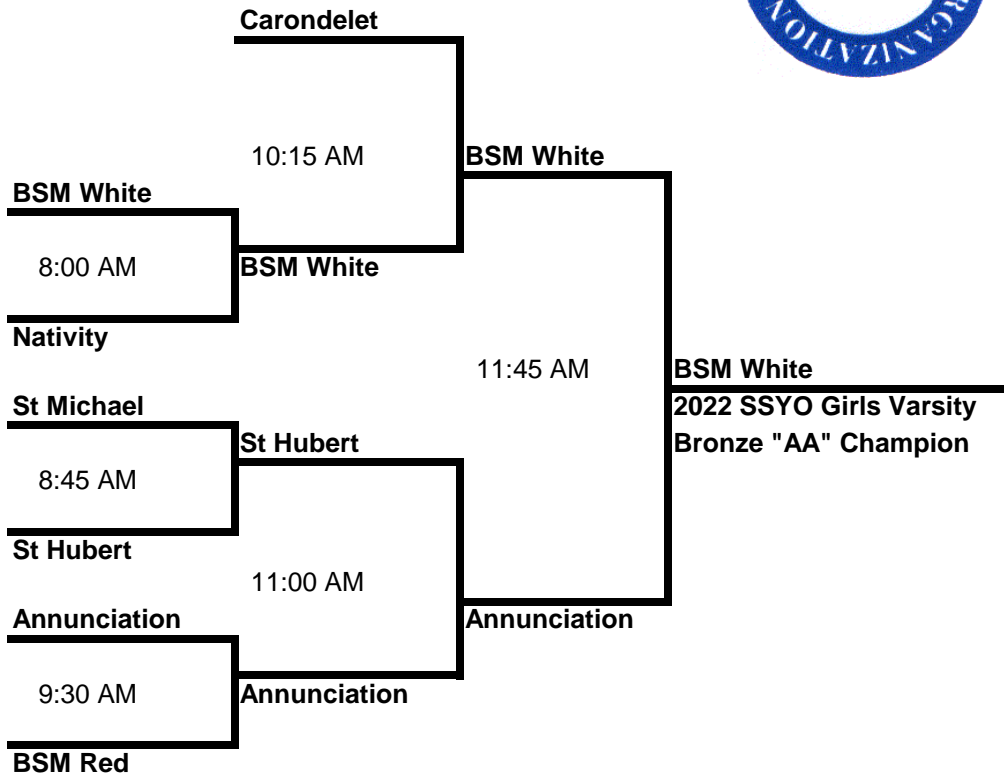 RGANIZATION
Carondelet
10:15 AM
BSM White
BSM White
8:00 AM
BSM White
Nativity
11:45 AM
BSM White
St Michael
2022 SSYO Girls Varsity
St Hubert
Bronze "AA" Champion
8:45 AM
St Hubert
11:00 AM
Annunciation
Annunciation
9:30 AM
Annunciation
BSM Red